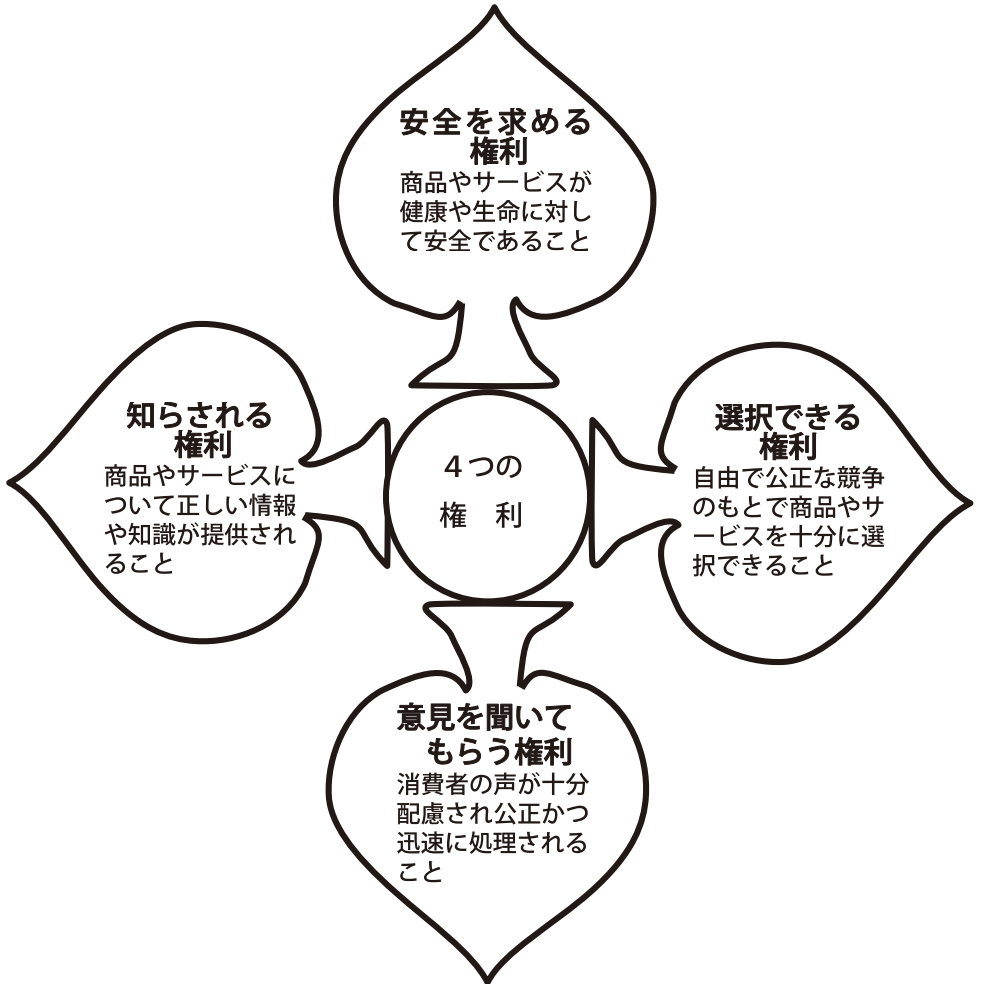 安全を求める
権利
商品やサービスが
健康や生命に対し
て安全であること
知らされる
権利
商品やサービスに
ついて正しい情報
や知識が提供され
ること
４つの
権　利
選択できる
権利
自由で公正な競争
のもとで商品やサ
ービスを十分に選
択できること
意見を聞いて
もらう権利
消費者の声が十分
配慮され公正かつ
迅速に処理される
こと